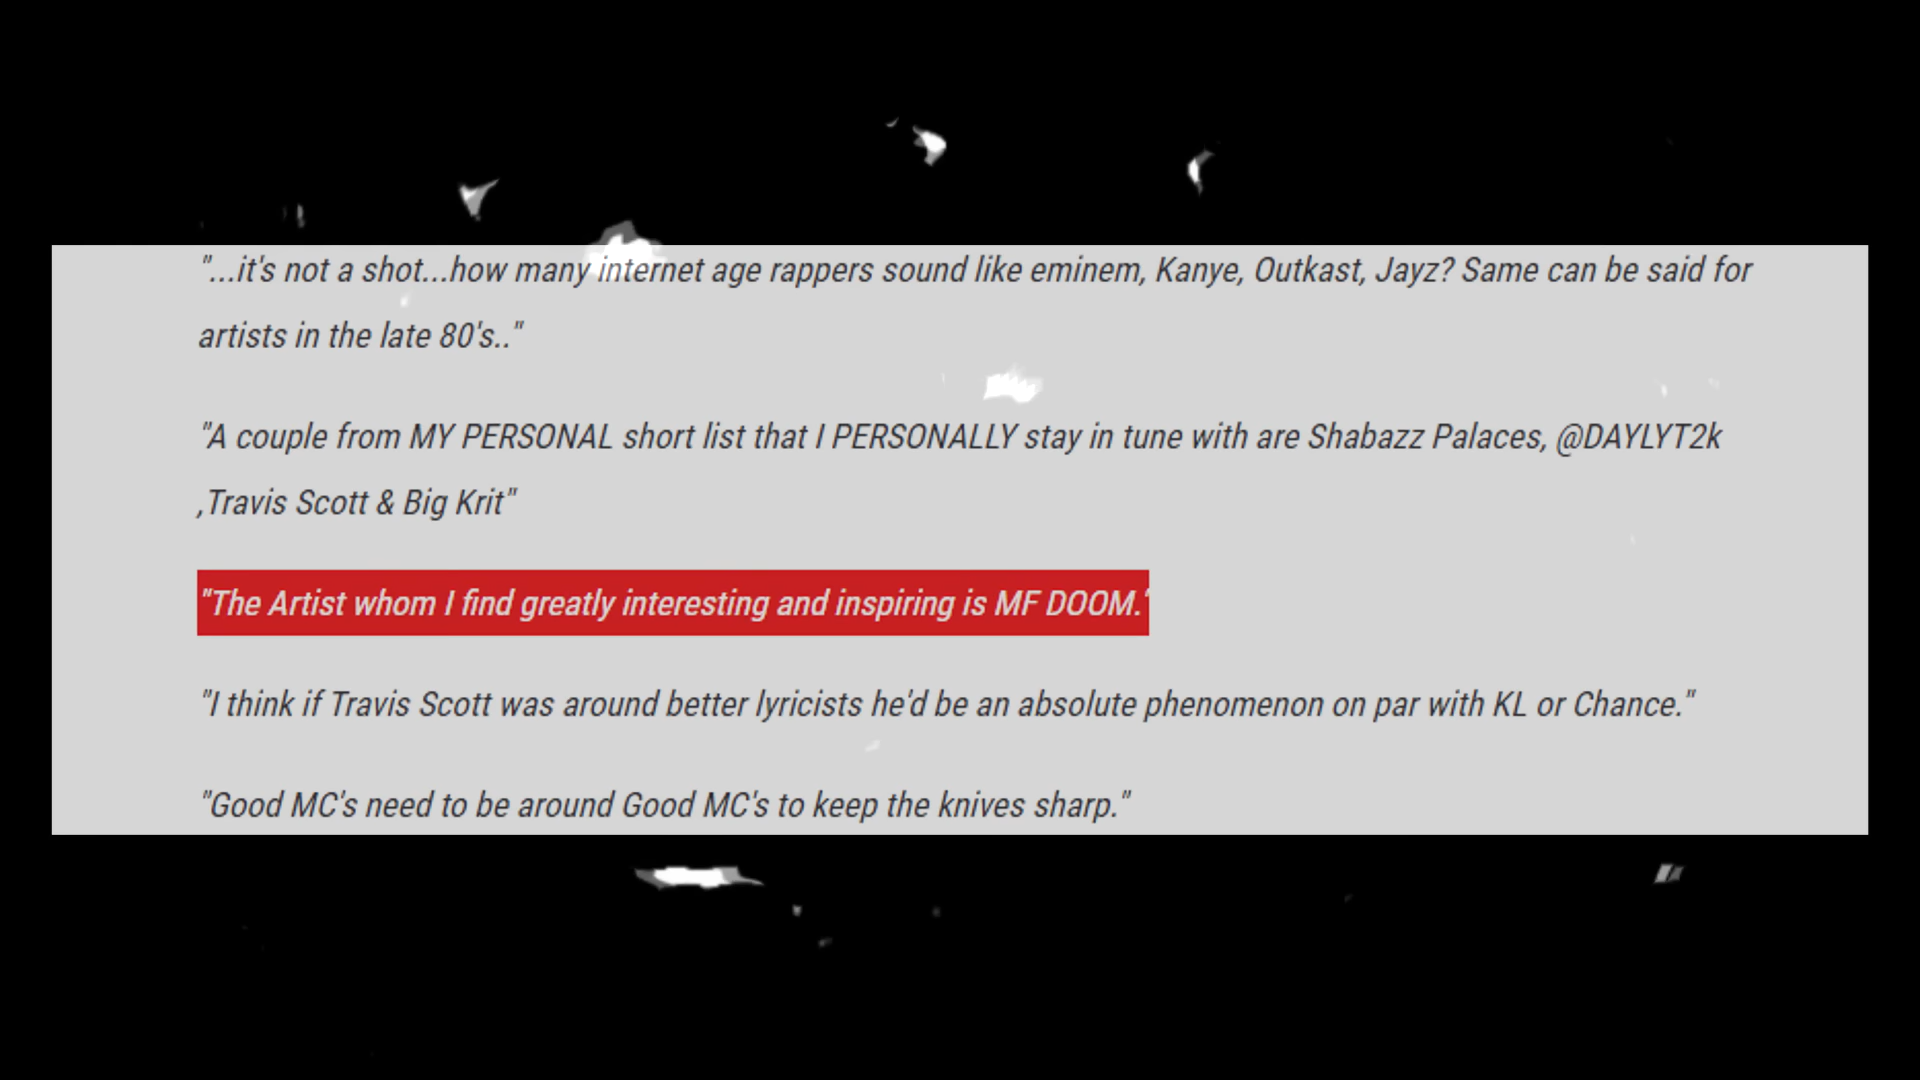 "...it's not a shot...how many internet age rappers sound like eminem, Kanye, Outkast, Jayz? Same can be said for
artists in the late 80's.."
"A couple from MY PERSONAL short list that I PERSONALLY stay in tune with are Shabazz Palaces, @DAYLYT2k
,Travis Scott & Big Krit"
"The Artist whom I find greatly interesting and inspiring is MF DOOM."
"I think if Travis Scott was around better lyricists he'd be an absolute phenomenon on par with KL or Chance."
"Good MC's need to be around Good MC's to keep the knives sharp."